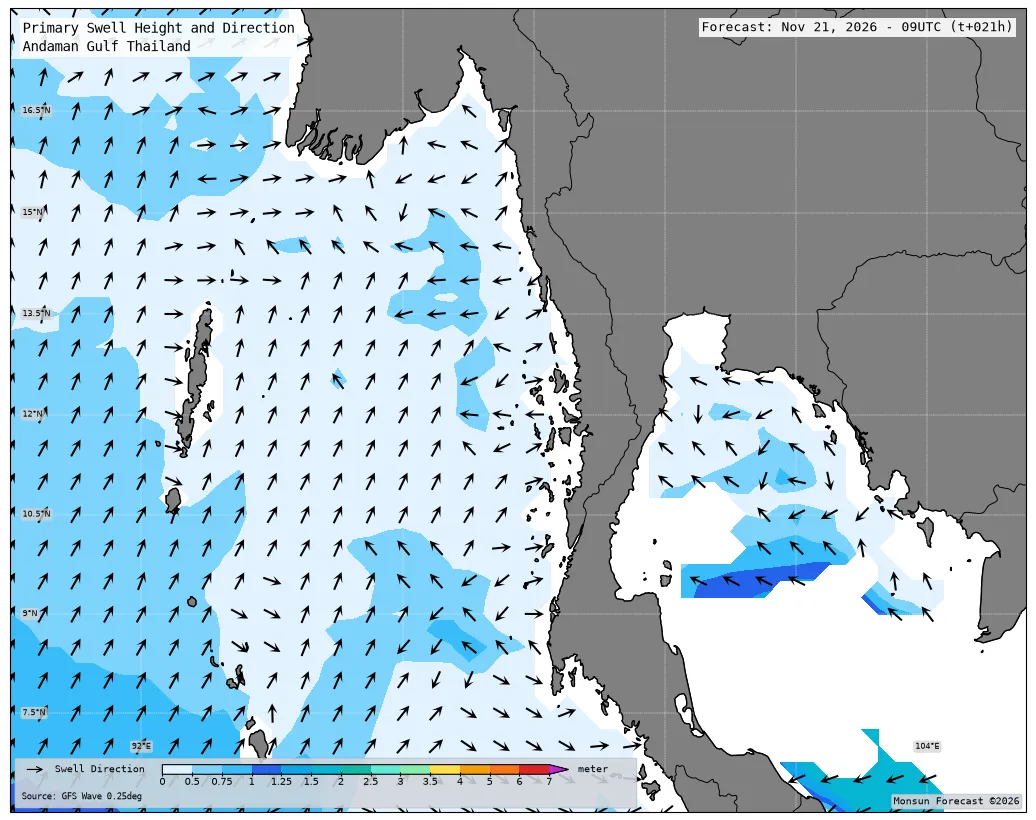 Primary Swell Height and Direction
Andaman Gulf Thailand
Forecast: Nov 21, 2026 - 09UTC (t+021h)
16.5°N
15°N
13.5°N
12°N
10.5°N
9°N
7.5°N
92°E
104°E
Swell Direction
0 0.5 0.75 1 1.25 1.5 2 2.5 3 3.5 4 5 6 7
meter
Source: GFS Wave 0.25deg
Monsun Forecast ©2026